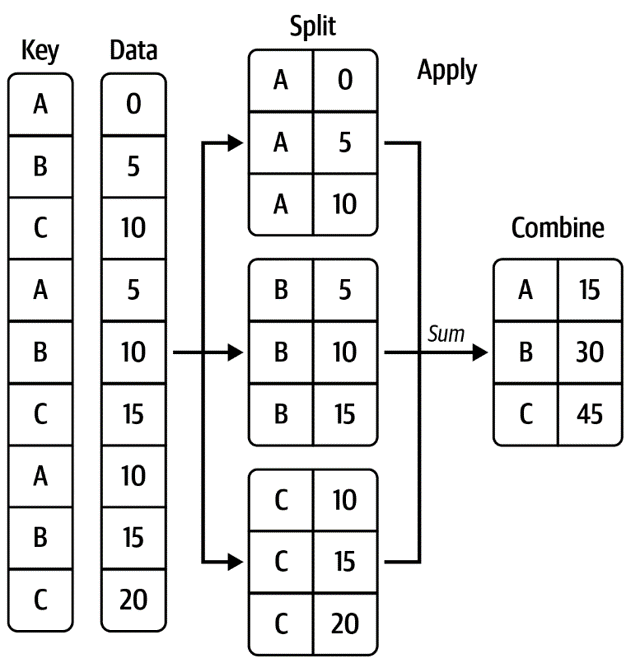 Key
A
B
C
A
B
C
A
B
C
Data
0
5
10
5
10
15
10
15
20
Split
A 0
A 5
A 10
B 5
B 10
B 15
C 10
C 15
C 20
Apply
Sum
Combine
A 15
B 30
C 45